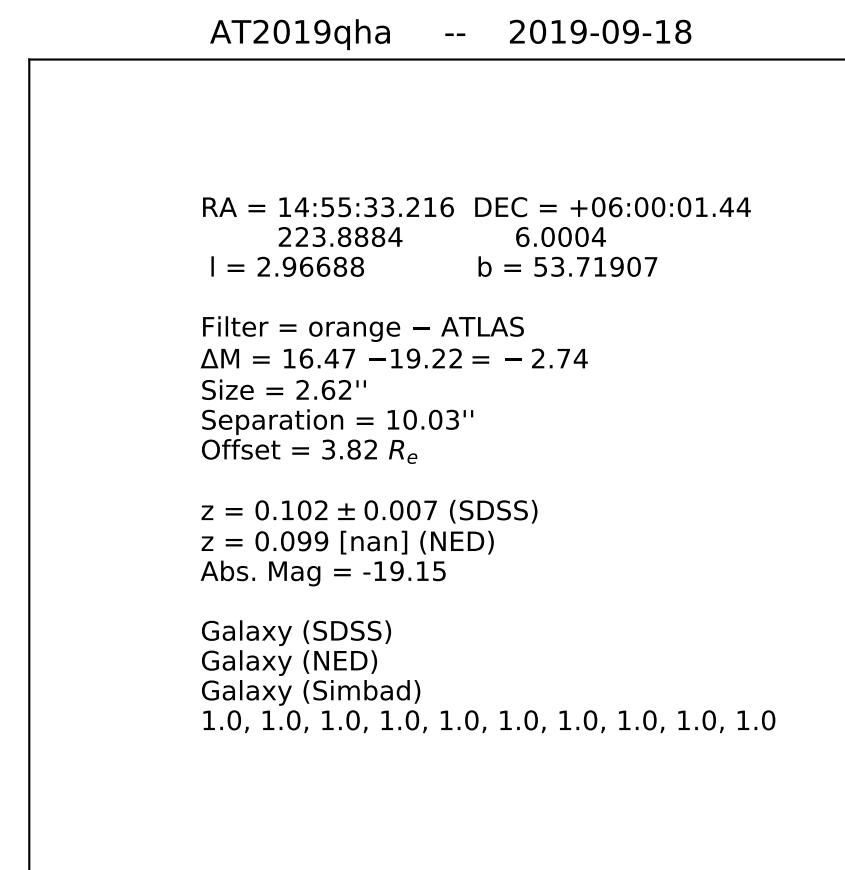 AT2019qha -- 2019-09-18
RA = 14:55:33.216 DEC = +06:00:01.44
223.8884 6.0004
l = 2.96688 b = 53.71907
Filter = orange − ATLAS
ΔM = 16.47 −19.22 = − 2.74
Size = 2.62''
Separation = 10.03''
Offset = 3.82 Rₑ
z = 0.102 ± 0.007 (SDSS)
z = 0.099 [nan] (NED)
Abs. Mag = -19.15
Galaxy (SDSS)
Galaxy (NED)
Galaxy (Simbad)
1.0, 1.0, 1.0, 1.0, 1.0, 1.0, 1.0, 1.0, 1.0, 1.0